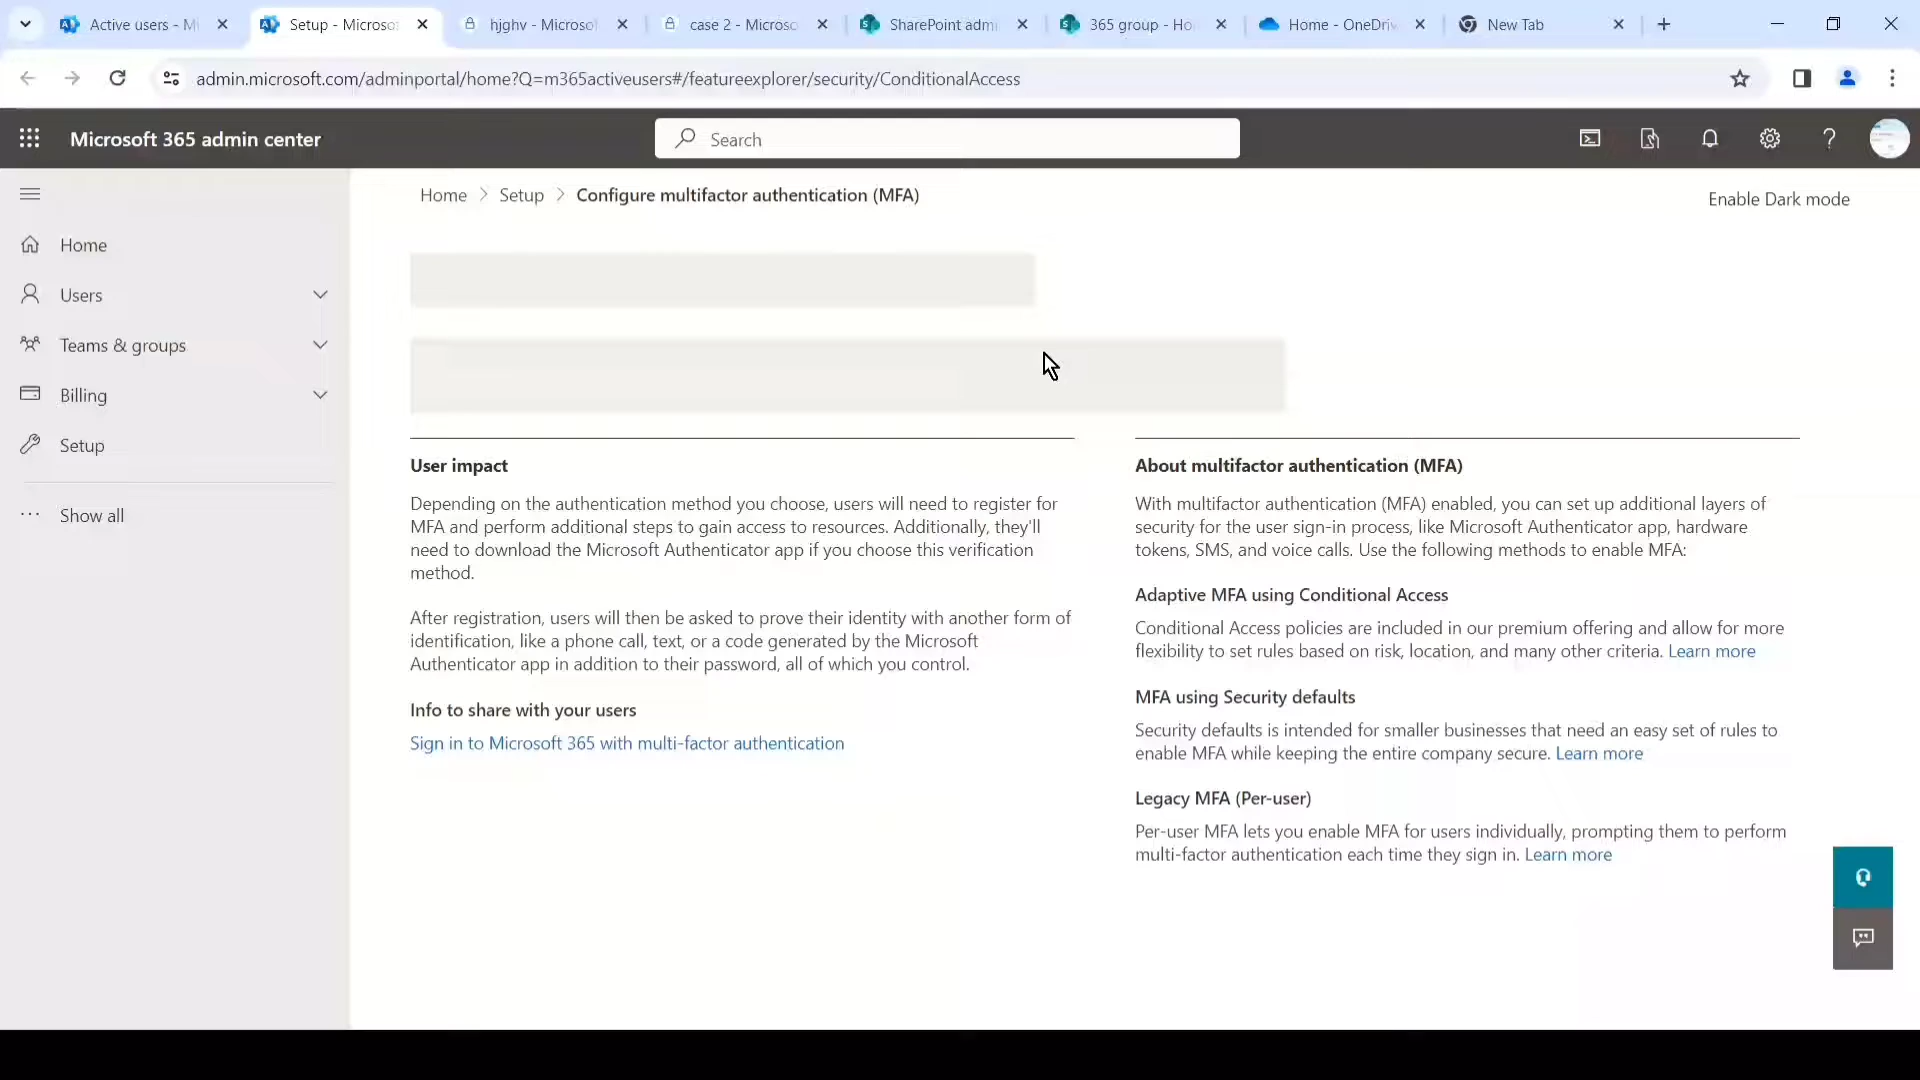 Active users - M
Setup - Microso
hjghv - Microso
case 2 - Microso
SharePoint adm
365 group - Ho
Home - OneDriv
New Tab
admin.microsoft.com/adminportal/home?Q=m365activeusers#/featureexplorer/security/ConditionalAccess
Microsoft 365 admin center
Search
Home > Setup > Configure multifactor authentication (MFA)
Enable Dark mode
Home
Users
Teams & groups
Billing
Setup
Show all
User impact
Depending on the authentication method you choose, users will need to register for
MFA and perform additional steps to gain access to resources. Additionally, they'll
need to download the Microsoft Authenticator app if you choose this verification
method.
After registration, users will then be asked to prove their identity with another form of
identification, like a phone call, text, or a code generated by the Microsoft
Authenticator app in addition to their password, all of which you control.
Info to share with your users
Sign in to Microsoft 365 with multi-factor authentication
About multifactor authentication (MFA)
With multifactor authentication (MFA) enabled, you can set up additional layers of
security for the user sign-in process, like Microsoft Authenticator app, hardware
tokens, SMS, and voice calls. Use the following methods to enable MFA:
Adaptive MFA using Conditional Access
Conditional Access policies are included in our premium offering and allow for more
flexibility to set rules based on risk, location, and many other criteria. Learn more
MFA using Security defaults
Security defaults is intended for smaller businesses that need an easy set of rules to
enable MFA while keeping the entire company secure. Learn more
Legacy MFA (Per-user)
Per-user MFA lets you enable MFA for users individually, prompting them to perform
multi-factor authentication each time they sign in. Learn more